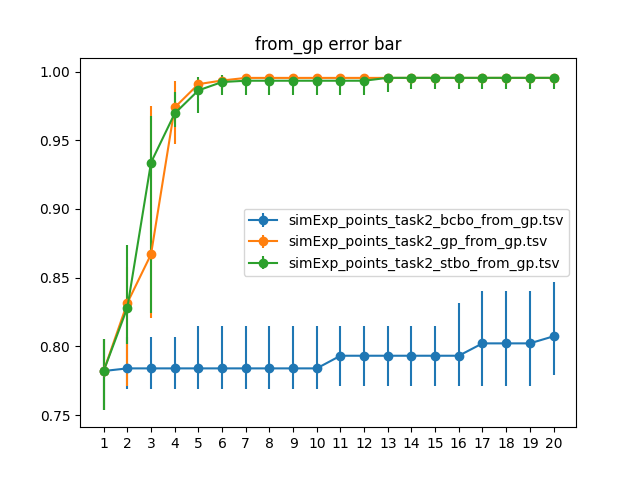 from_gp error bar
1.00
0.95
0.90
0.85
0.80
0.75
simExp_points_task2_bcbo_from_gp.tsv
simExp_points_task2_gp_from_gp.tsv
simExp_points_task2_stbo_from_gp.tsv
1 2 3 4 5 6 7 8 9 10 11 12 13 14 15 16 17 18 19 20